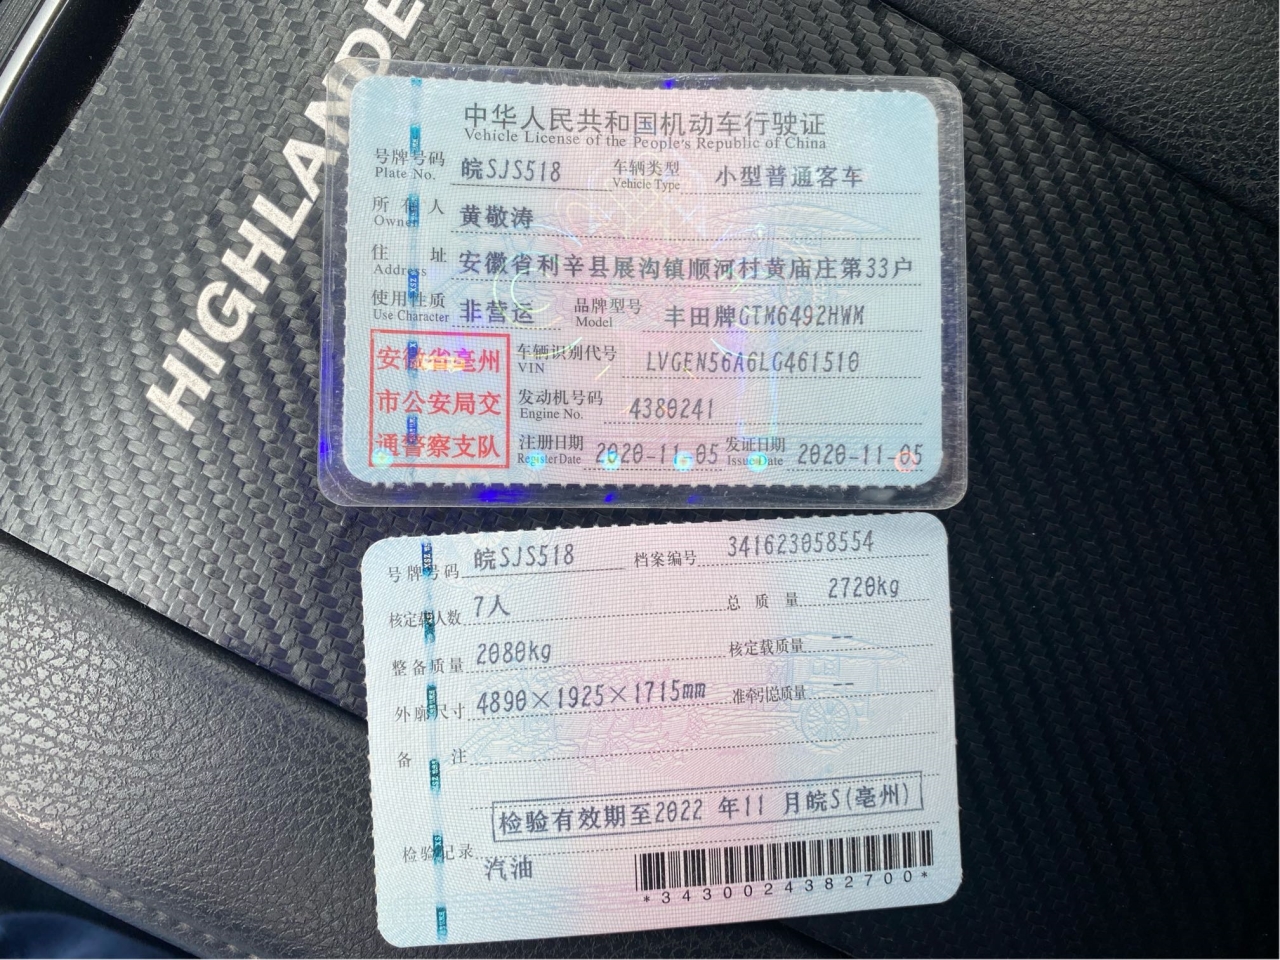 HIGHLANDE
中华人民共和国机动车行驶证
Vehicle License of the People's Republic of China
号牌号码 皖SJS518 车辆类型 小型普通客车
Plate No. Vehicle Type
所有人 黄敬涛
Owner
住址 安徽省利辛县展沟镇顺河村黄庙庄第33户
Address
使用性质 非营运 品牌型号 丰田牌GTM6492HWM
Use Character Model
安徽省亳州 车辆识别代号 LVGEN56A6LG461510
VIN
市公安局交 发动机号码 4380241
Engine No.
通警察支队 注册日期 2020-11-05 发证日期 2020-11-05
Register Date Issue Date
号牌号码 皖SJS518 档案编号 341623058554
核定载人数 7人 总质量 2720kg
整备质量 2080kg 核定载质量 --
外廓尺寸 4890×1925×1715mm 准牵引总质量 --
备注
检验有效期至2022年11月皖S(亳州)
检验记录
汽油
*3430024382700*